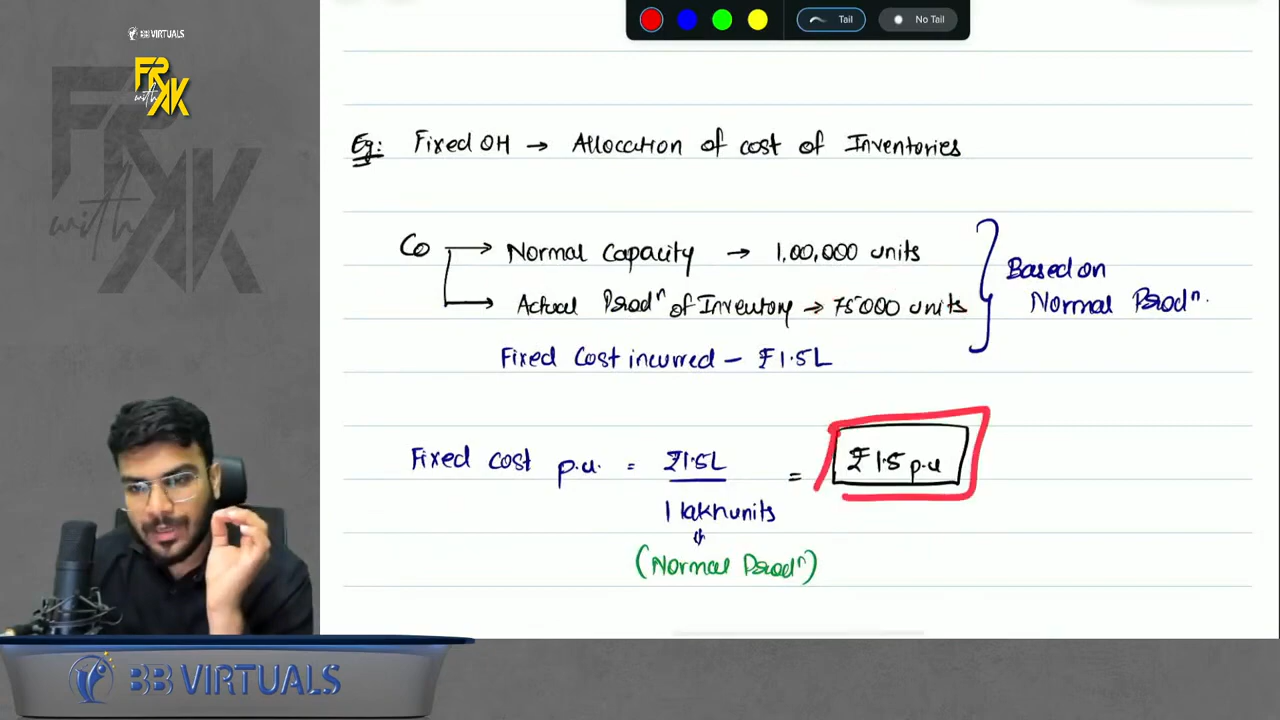 BB VIRTUALS
FR
with
KK
Tail
No Tail
Eg: Fixed OH → Allocation of cost of Inventories
Co → Normal Capacity → 1,00,000 units
→ Actual Prodⁿ of Inventory → 75000 units
Based on
Normal Prodⁿ.
Fixed Cost incurred – ₹1.5L
Fixed cost p.u. = ₹1.5L / 1 lakh units = ₹1.5 p.u
(Normal Prodⁿ)
BB VIRTUALS